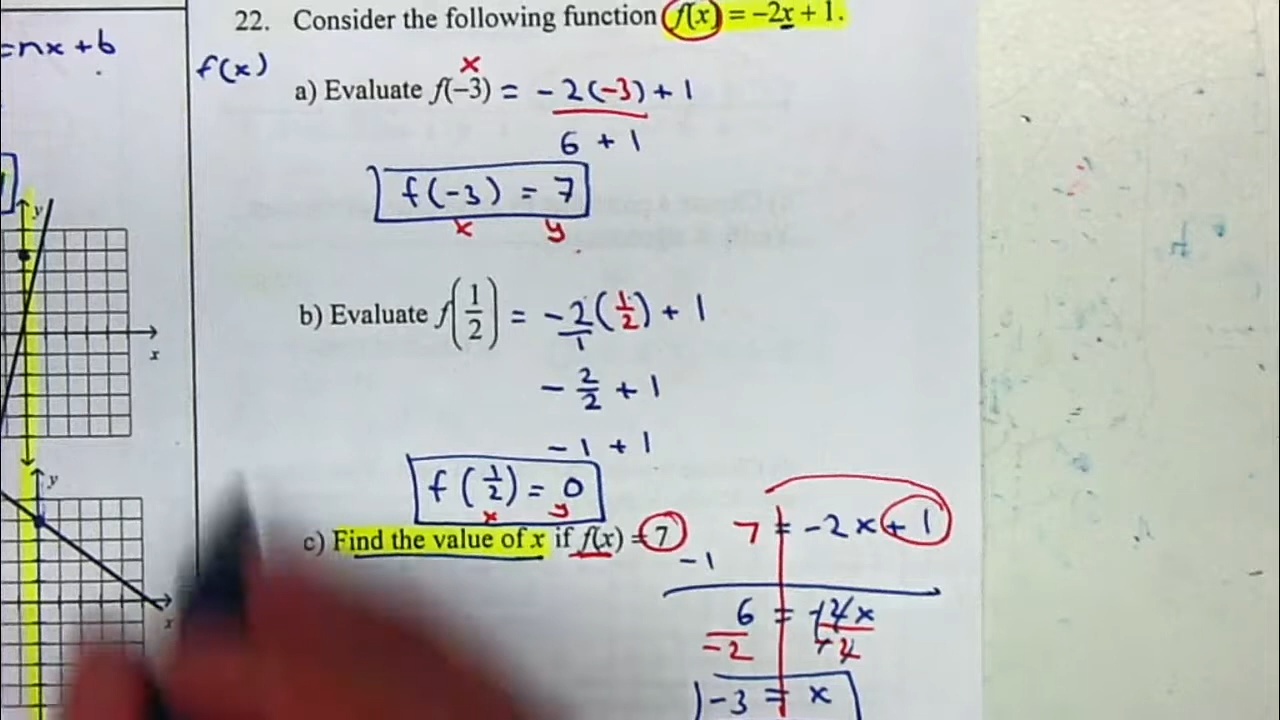 22. Consider the following function f(x) = -2x + 1.
=nx + b
f(x)
x
a) Evaluate f(-3) = -2(-3) + 1
6 + 1
f(-3) = 7
x y
y
b) Evaluate f(1/2) = -2/1 (1/2) + 1
x
-2/2 + 1
-1 + 1
f(1/2) = 0
x y
y
c) Find the value of x if f(x) = 7
7 = -2x + 1
-1
6 = -2x
-2 -2
x
-3 = x